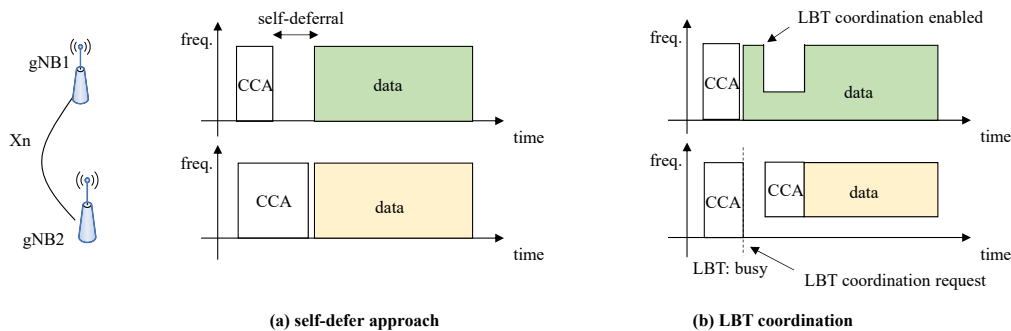 gNB1
Xn
gNB2
self-deferral
freq.
CCA
data
time
freq.
CCA
data
time
(a) self-defer approach
LBT coordination enabled
freq.
CCA
data
time
freq.
CCA
CCA
data
time
LBT: busy
LBT coordination request
(b) LBT coordination